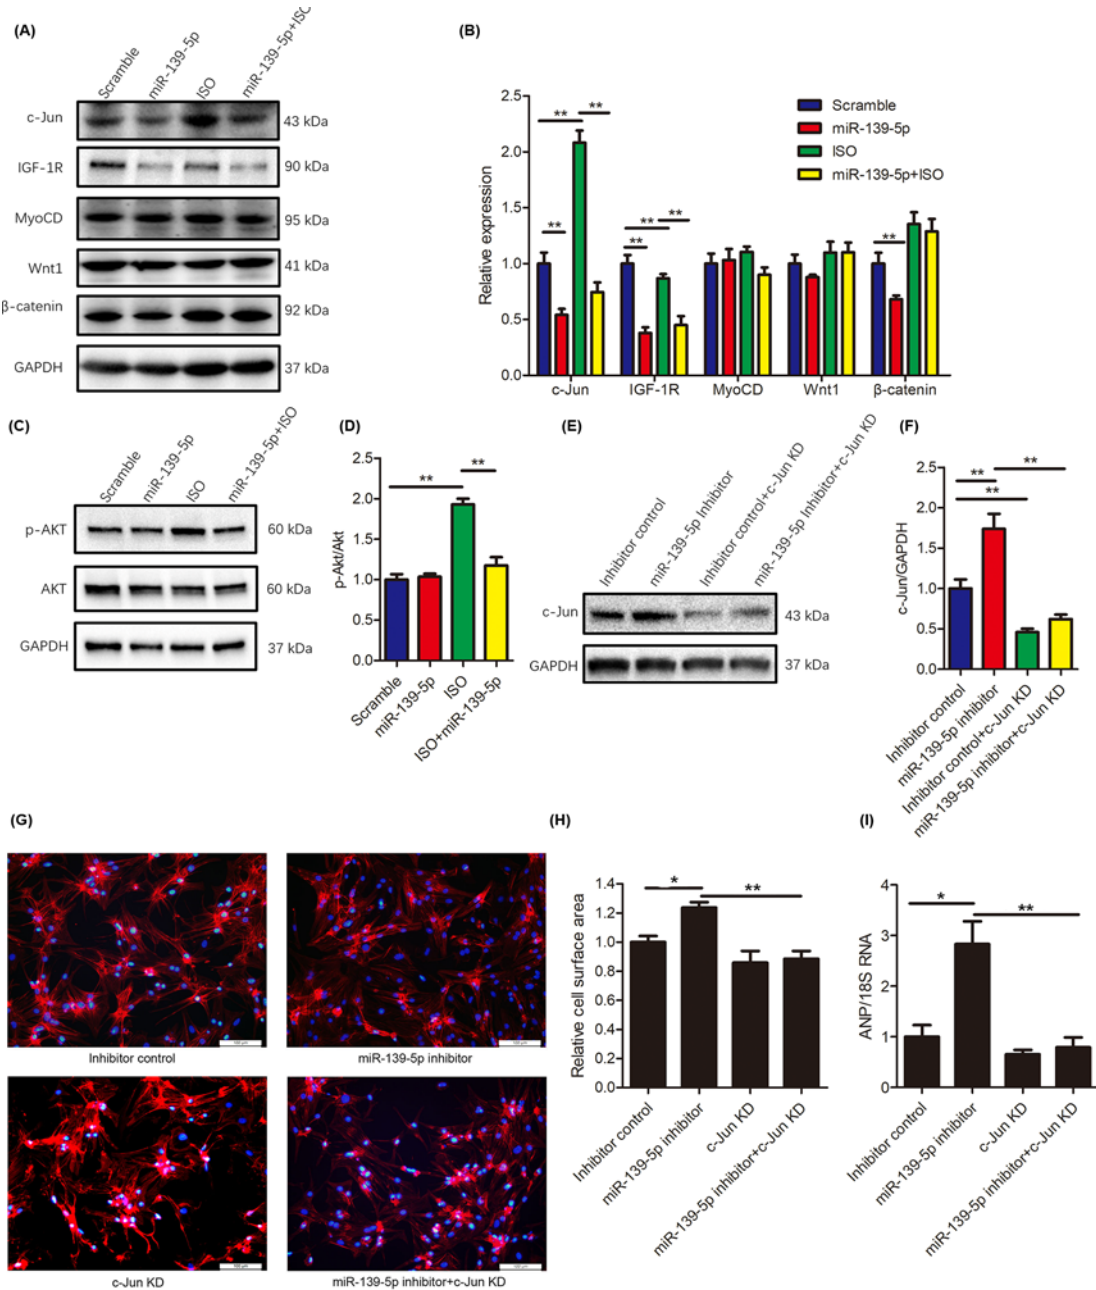 (A)
Scramble
miR-139-5p
ISO
miR-139-5p+ISO
c-Jun
43 kDa
IGF-1R
90 kDa
MyoCD
95 kDa
Wnt1
41 kDa
β-catenin
92 kDa
GAPDH
37 kDa
(B)
Relative expression
2.5
2.0
1.5
1.0
0.5
0.0
**
**
**
**
**
**
**
Scramble
miR-139-5p
ISO
miR-139-5p+ISO
c-Jun
IGF-1R
MyoCD
Wnt1
β-catenin
(C)
Scramble
miR-139-5p
ISO
miR-139-5p+ISO
p-AKT
60 kDa
AKT
60 kDa
GAPDH
37 kDa
(D)
p-Akt/Akt
2.5
2.0
1.5
1.0
0.5
0.0
**
**
Scramble
miR-139-5p
ISO
ISO+miR-139-5p
(E)
Inhibitor control
miR-139-5p Inhibitor
Inhibitor control+c-Jun KD
miR-139-5p Inhibitor+c-Jun KD
c-Jun
43 kDa
GAPDH
37 kDa
(F)
c-Jun/GAPDH
2.5
2.0
1.5
1.0
0.5
0.0
**
**
**
Inhibitor control
miR-139-5p inhibitor
Inhibitor control+c-Jun KD
miR-139-5p inhibitor+c-Jun KD
(G)
Inhibitor control
miR-139-5p inhibitor
c-Jun KD
miR-139-5p inhibitor+c-Jun KD
(H)
Relative cell surface area
1.4
1.2
1.0
0.8
0.6
0.4
0.2
0.0
*
**
Inhibitor control
miR-139-5p inhibitor
c-Jun KD
miR-139-5p inhibitor+c-Jun KD
(I)
ANP/18S RNA
4
3
2
1
0
*
**
Inhibitor control
miR-139-5p inhibitor
c-Jun KD
miR-139-5p inhibitor+c-Jun KD